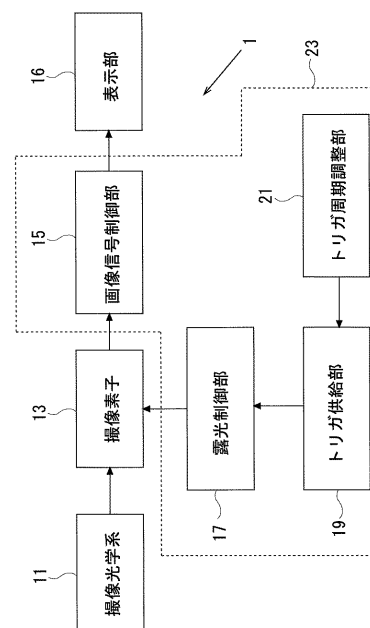 1
11
撮像光学系
13
撮像素子
15
画像信号制御部
16
表示部
17
露光制御部
19
トリガ供給部
21
トリガ周期調整部
23